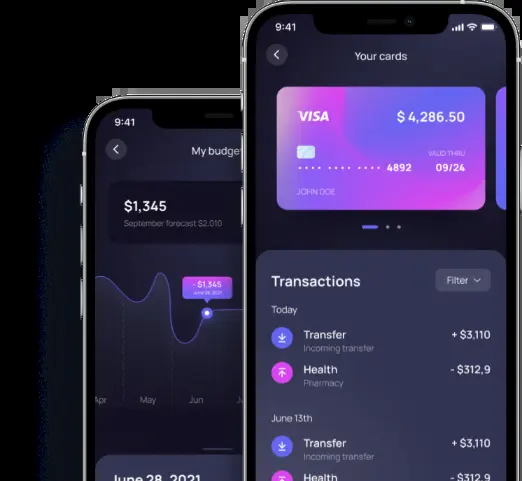 9:41
My budge
$1,345
September forecast $2.010
- $1,345
June 28, 2021
Apr May Jun
June 28, 2021
9:41
Your cards
VISA $ 4,286.50
VALID THRU
•••• •••• •••• 4892 09/24
JOHN DOE
Transactions
Filter
Today
Transfer + $3,110
Incoming transfer
Health - $312,9
Pharmacy
June 13th
Transfer + $3,110
Incoming transfer
Health - $312,9